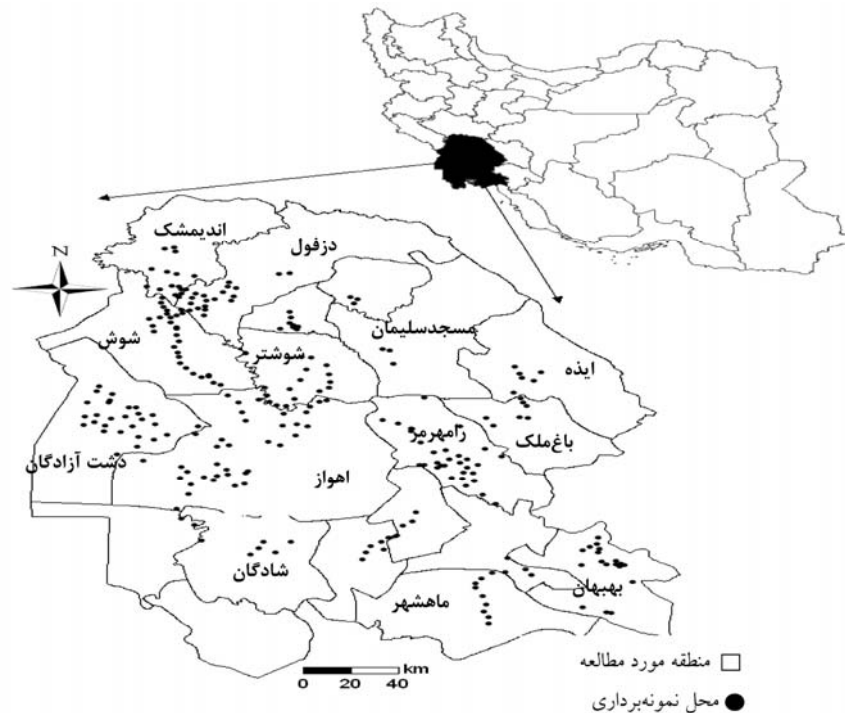 اندیمشک
دزفول
N
شوش
شوشتر
مسجدسلیمان
ایذه
دشت آزادگان
اهواز
رامهرمز
باغ‌ملک
شادگان
ماهشهر
بهبهان
km
0 20 40
منطقه مورد مطالعه
محل نمونه‌برداری